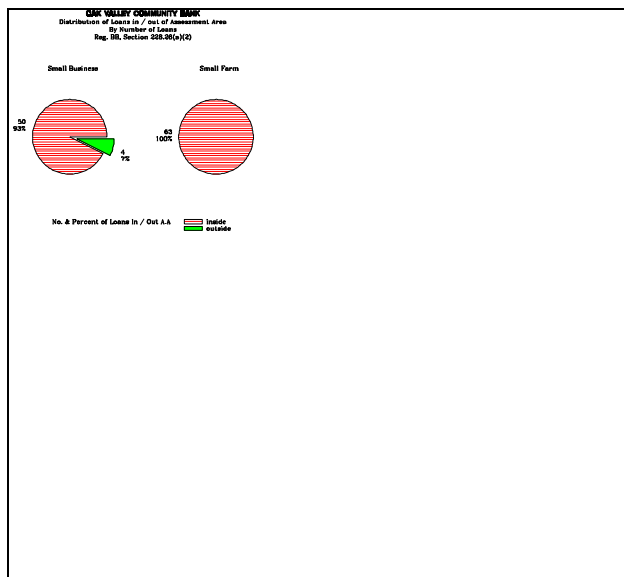 OAK VALLEY COMMUNITY BANK
Distribution of Loans in / out of Assessment Area
By Number of Loans
Reg. BB, Section 228.26(a)(2)
Small Business
Small Farm
50
93%
4
7%
63
100%
No. & Percent of Loans In / Out A.A
inside
outside